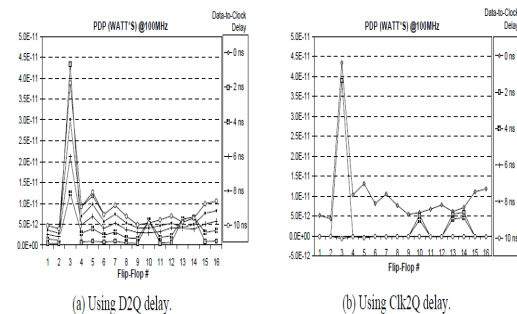 PDP (WATT'S) @100MHz
Data-to-Clock
Delay
5.0E-11
4.5E-11
4.0E-11
3.5E-11
3.0E-11
2.5E-11
2.0E-11
1.5E-11
1.0E-11
5.0E-12
0.0E+00
1 2 3 4 5 6 7 8 9 10 11 12 13 14 15 16
Flip-Flop #
0 ns
2 ns
4 ns
6 ns
8 ns
10 ns
(a) Using D2Q delay.
PDP (WATT'S) @100MHz
Data-to-Clock
Delay
5.0E-11
4.5E-11
4.0E-11
3.5E-11
3.0E-11
2.5E-11
2.0E-11
1.5E-11
1.0E-11
5.0E-12
0.0E+00
-5.0E-12
1 2 3 4 5 6 7 8 9 10 11 12 13 14 15 16
Flip-Flop #
0 ns
2 ns
4 ns
6 ns
8 ns
10 ns
(b) Using Clk2Q delay.